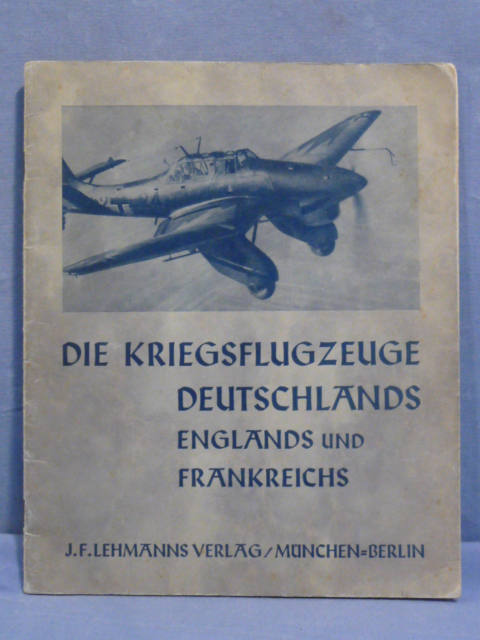 DIE KRIEGSFLUGZEUGE
DEUTSCHLANDS
ENGLANDS UND
FRANKREICHS
J.F. LEHMANNS VERLAG / MÜNCHEN=BERLIN